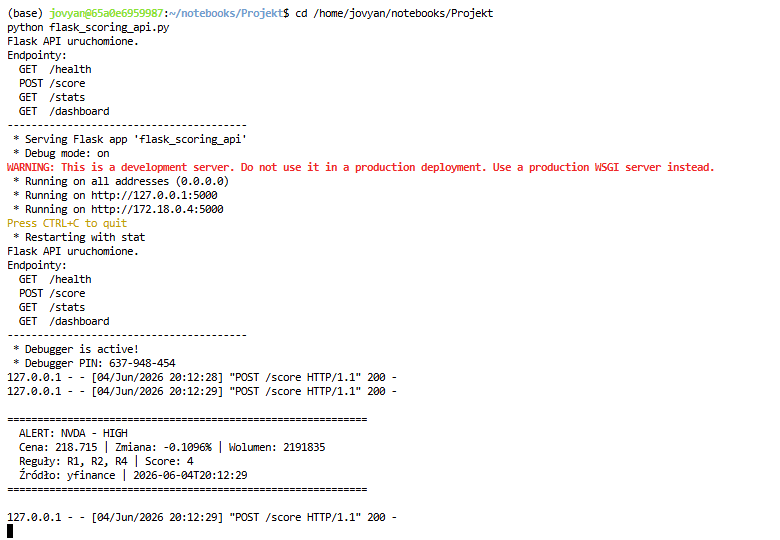 (base) jovyan@65a0e6959987:~/notebooks/Projekt$ cd /home/jovyan/notebooks/Projekt
python flask_scoring_api.py
Flask API uruchomione.
Endpointy:
  GET  /health
  POST /score
  GET  /stats
  GET  /dashboard
----------------------------------------
 * Serving Flask app 'flask_scoring_api'
 * Debug mode: on
WARNING: This is a development server. Do not use it in a production deployment. Use a production WSGI server instead.
 * Running on all addresses (0.0.0.0)
 * Running on http://127.0.0.1:5000
 * Running on http://172.18.0.4:5000
Press CTRL+C to quit
 * Restarting with stat
Flask API uruchomione.
Endpointy:
  GET  /health
  POST /score
  GET  /stats
  GET  /dashboard
----------------------------------------
 * Debugger is active!
 * Debugger PIN: 637-948-454
127.0.0.1 - - [04/Jun/2026 20:12:28] "POST /score HTTP/1.1" 200 -
127.0.0.1 - - [04/Jun/2026 20:12:29] "POST /score HTTP/1.1" 200 -
============================================================
  ALERT: NVDA - HIGH
  Cena: 218.715 | Zmiana: -0.1096% | Wolumen: 2191835
  Reguły: R1, R2, R4 | Score: 4
  Źródło: yfinance | 2026-06-04T20:12:29
============================================================
127.0.0.1 - - [04/Jun/2026 20:12:29] "POST /score HTTP/1.1" 200 -